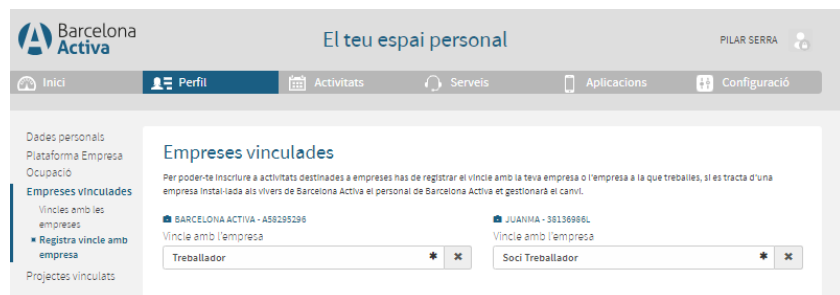 Barcelona
Activa
El teu espai personal
PILAR SERRA
Inici
Perfil
Activitats
Serveis
Aplicacions
Configuració
Dades personals
Plataforma Empresa
Ocupació
Empreses vinculades
Vincles amb les
empreses
Registra vincle amb
empresa
Projectes vinculats
Empreses vinculades
Per poder-te inscriure a activitats destinades a empreses has de registrar el vincle amb la teva empresa o l'empresa a la que treballes, si es tracta d'una
empresa instal·lada als vivers de Barcelona Activa el personal de Barcelona Activa et gestionarà el canvi.
BARCELONA ACTIVA - A58295296
Vincle amb l'empresa
Treballador
JUANMA - 38136986L
Vincle amb l'empresa
Soci Treballador